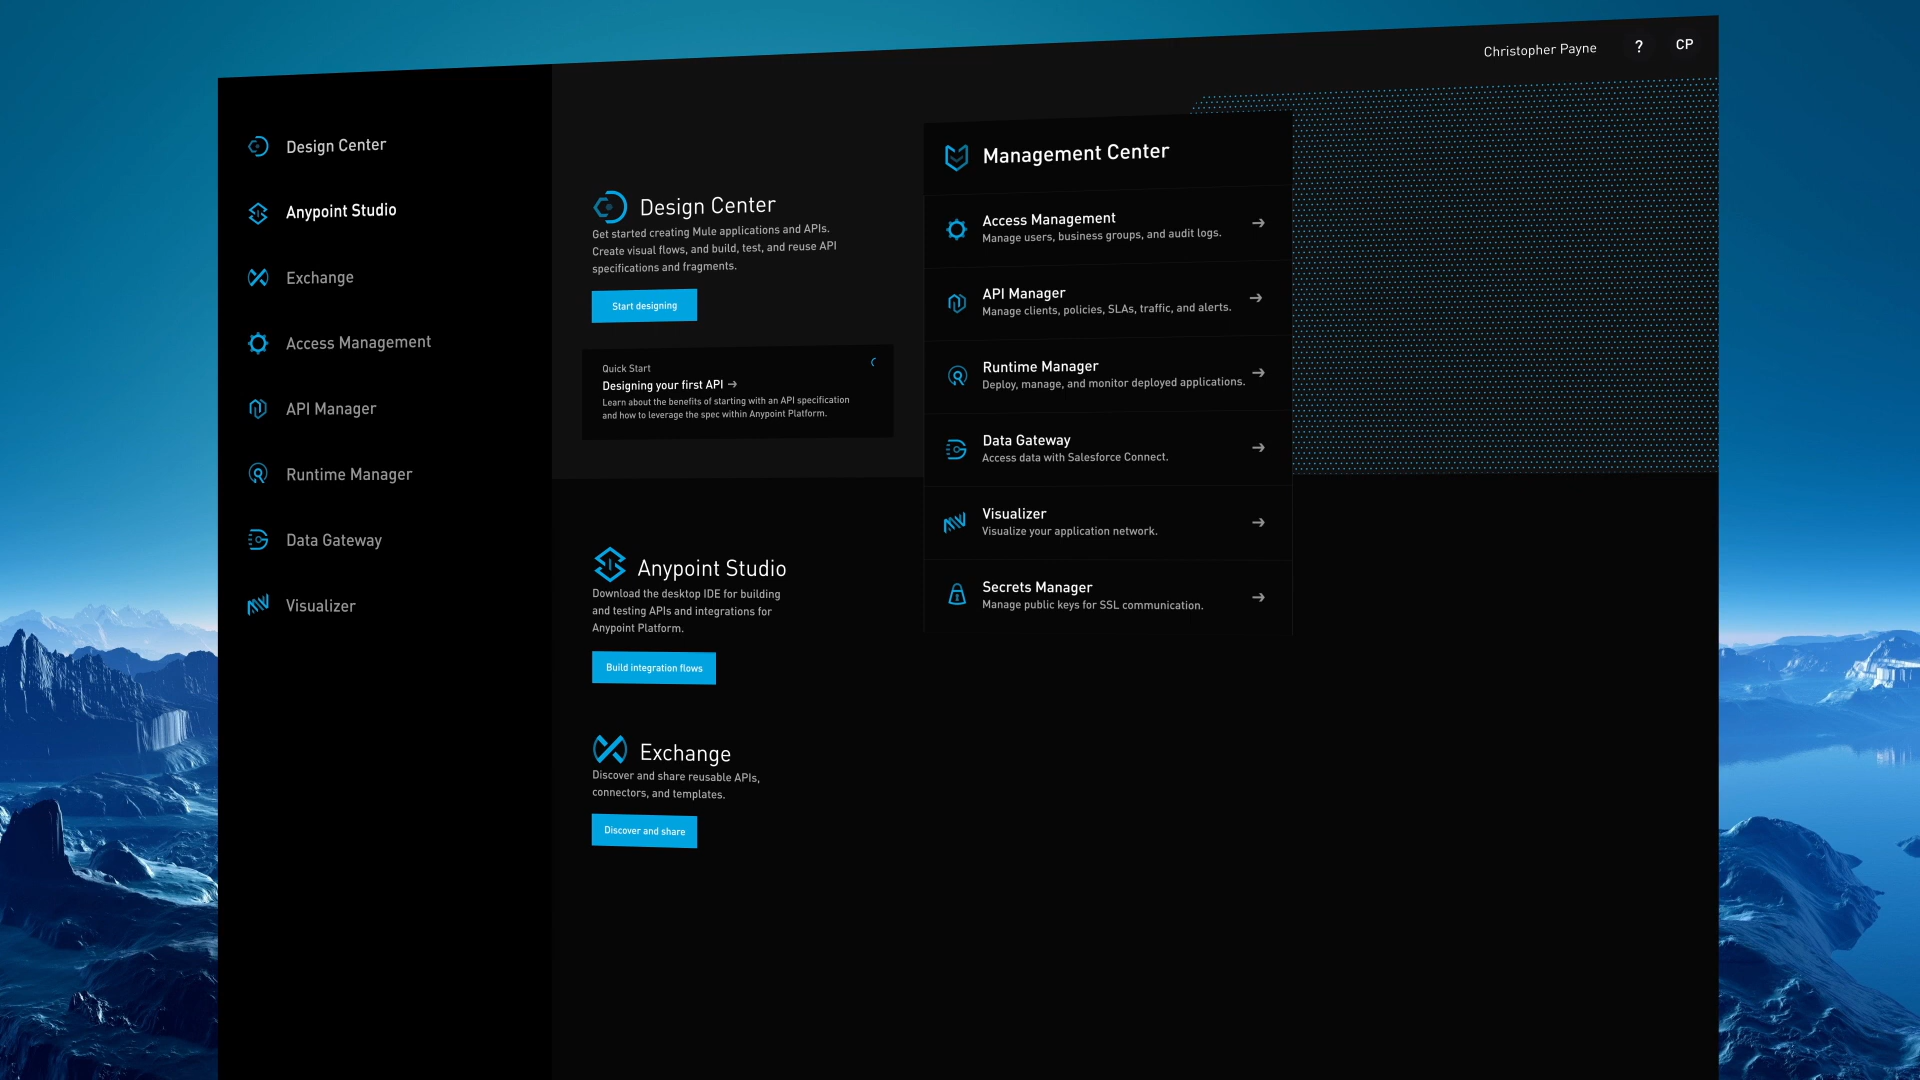 Christopher Payne
?
CP
Design Center
Anypoint Studio
Exchange
Access Management
API Manager
Runtime Manager
Data Gateway
Visualizer
Design Center
Get started creating Mule applications and APIs.
Create visual flows, and build, test, and reuse API
specifications and fragments.
Start designing
Quick Start
Designing your first API →
Learn about the benefits of starting with an API specification
and how to leverage the spec within Anypoint Platform.
Anypoint Studio
Download the desktop IDE for building
and testing APIs and integrations for
Anypoint Platform.
Build integration flows
Exchange
Discover and share reusable APIs,
connectors, and templates.
Discover and share
Management Center
Access Management
Manage users, business groups, and audit logs.
API Manager
Manage clients, policies, SLAs, traffic, and alerts.
Runtime Manager
Deploy, manage, and monitor deployed applications.
Data Gateway
Access data with Salesforce Connect.
Visualizer
Visualize your application network.
Secrets Manager
Manage public keys for SSL communication.